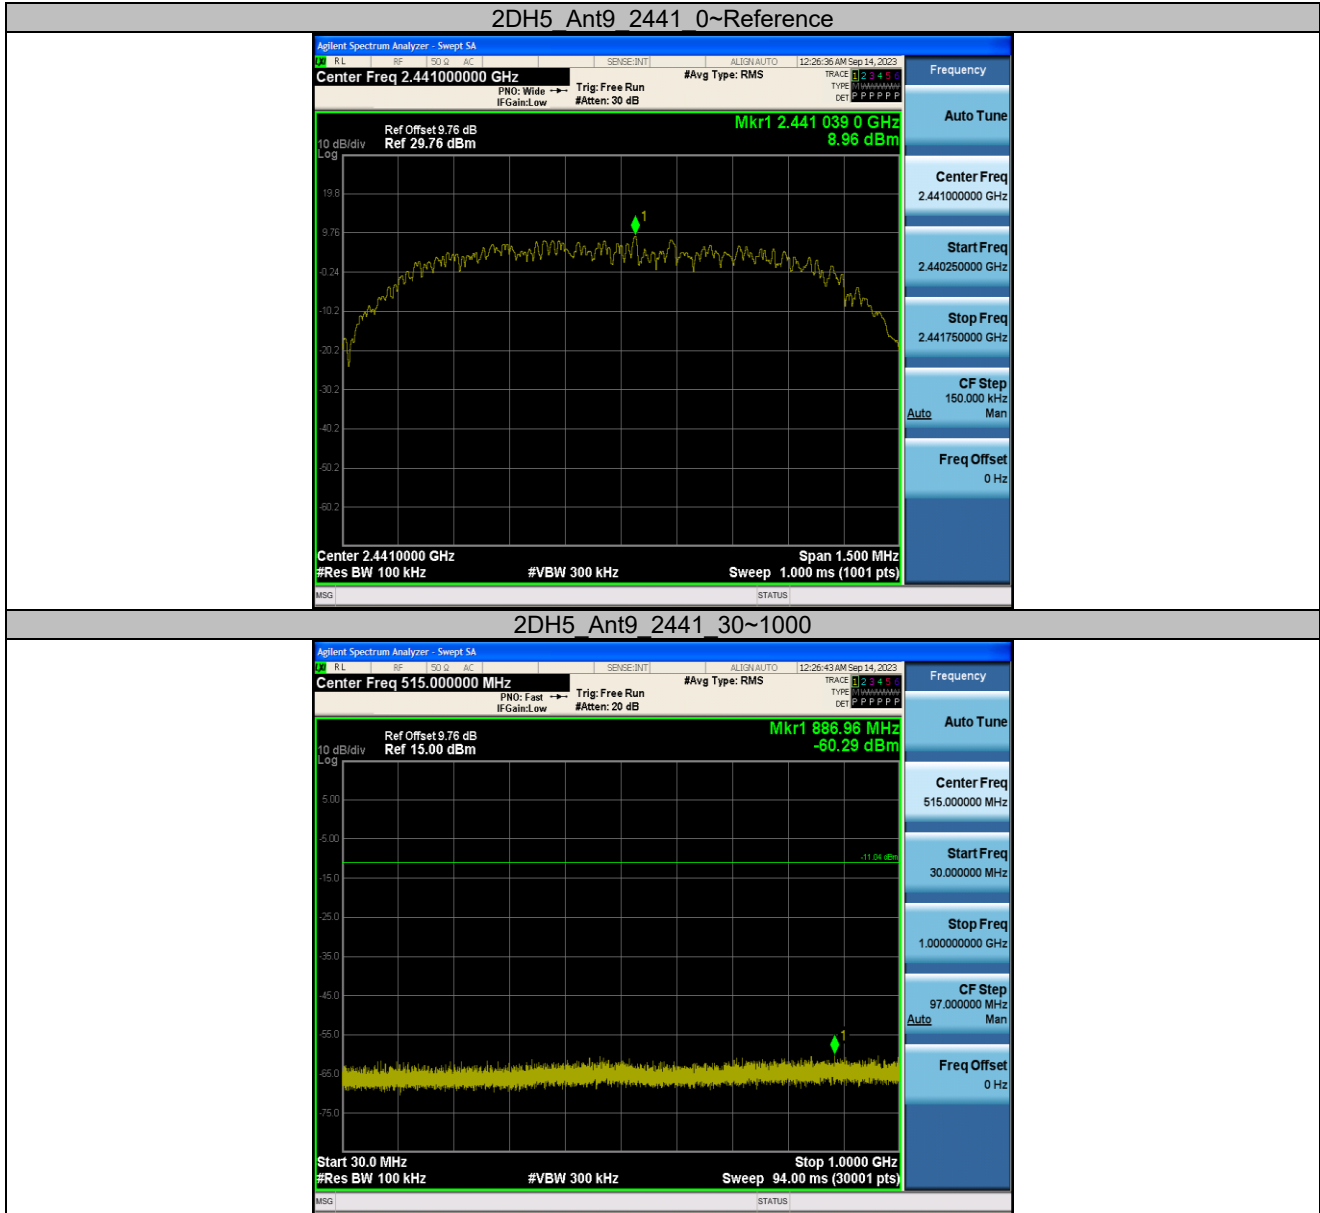 2DH5_Ant9_2441_0~Reference
Agilent Spectrum Analyzer - Swept SA
RL RF 50 Ω AC SENSE:INT ALIGN AUTO 12:26:36 AM Sep 14, 2023
Center Freq 2.441000000 GHz #Avg Type: RMS TRACE 1 2 3 4 5 6
PNO: Wide Trig: Free Run TYPE
IFGain:Low #Atten: 30 dB DET P P P P P P
Frequency
Mkr1 2.441 039 0 GHz
8.96 dBm
Ref Offset 9.76 dB
10 dB/div Ref 29.76 dBm
Log
19.8
9.76
-0.24
-10.2
-20.2
-30.2
-40.2
-50.2
-60.2
1
Center 2.4410000 GHz Span 1.500 MHz
#Res BW 100 kHz #VBW 300 kHz Sweep 1.000 ms (1001 pts)
MSG STATUS
Auto Tune
Center Freq
2.441000000 GHz
Start Freq
2.440250000 GHz
Stop Freq
2.441750000 GHz
CF Step
150.000 kHz
Auto Man
Freq Offset
0 Hz
2DH5_Ant9_2441_30~1000
Agilent Spectrum Analyzer - Swept SA
RL RF 50 Ω AC SENSE:INT ALIGN AUTO 12:26:43 AM Sep 14, 2023
Center Freq 515.000000 MHz #Avg Type: RMS TRACE 1 2 3 4 5 6
PNO: Fast Trig: Free Run TYPE
IFGain:Low #Atten: 20 dB DET P P P P P P
Frequency
Mkr1 886.96 MHz
-60.29 dBm
Ref Offset 9.76 dB
10 dB/div Ref 15.00 dBm
Log
5.00
-5.00
-11.04 dBm
-15.0
-25.0
-35.0
-45.0
-55.0
-65.0
-75.0
1
Start 30.0 MHz Stop 1.0000 GHz
#Res BW 100 kHz #VBW 300 kHz Sweep 94.00 ms (30001 pts)
MSG STATUS
Auto Tune
Center Freq
515.000000 MHz
Start Freq
30.000000 MHz
Stop Freq
1.000000000 GHz
CF Step
97.000000 MHz
Auto Man
Freq Offset
0 Hz